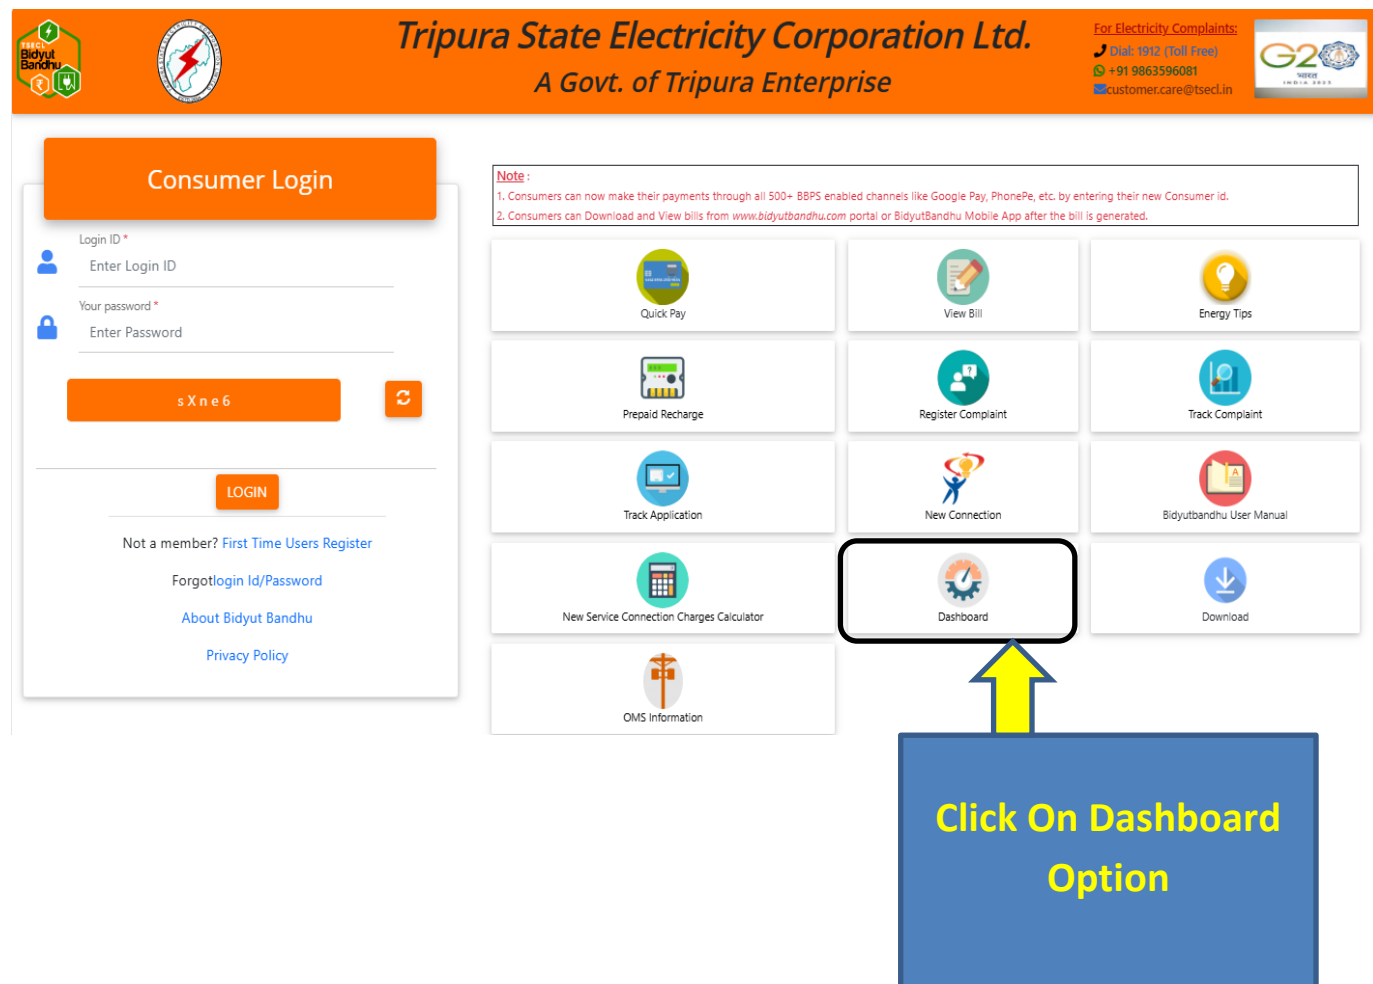 TSECL
Bidyut
Bandhu
Tripura State Electricity Corporation Ltd.
A Govt. of Tripura Enterprise
For Electricity Complaints:
Dial: 1912 (Toll Free)
+91 9863596081
customer.care@tsecl.in
G20
भारत
INDIA 2023
Consumer Login
Login ID *
Enter Login ID
Your password *
Enter Password
sXne6
LOGIN
Not a member? First Time Users Register
Forgotlogin Id/Password
About Bidyut Bandhu
Privacy Policy
Note :
1. Consumers can now make their payments through all 500+ BBPS enabled channels like Google Pay, PhonePe, etc. by entering their new Consumer id.
2. Consumers can Download and View bills from www.bidyutbandhu.com portal or BidyutBandhu Mobile App after the bill is generated.
Quick Pay
View Bill
Energy Tips
Prepaid Recharge
Register Complaint
Track Complaint
Track Application
New Connection
Bidyutbandhu User Manual
New Service Connection Charges Calculator
Dashboard
Download
OMS Information
Click On Dashboard
Option